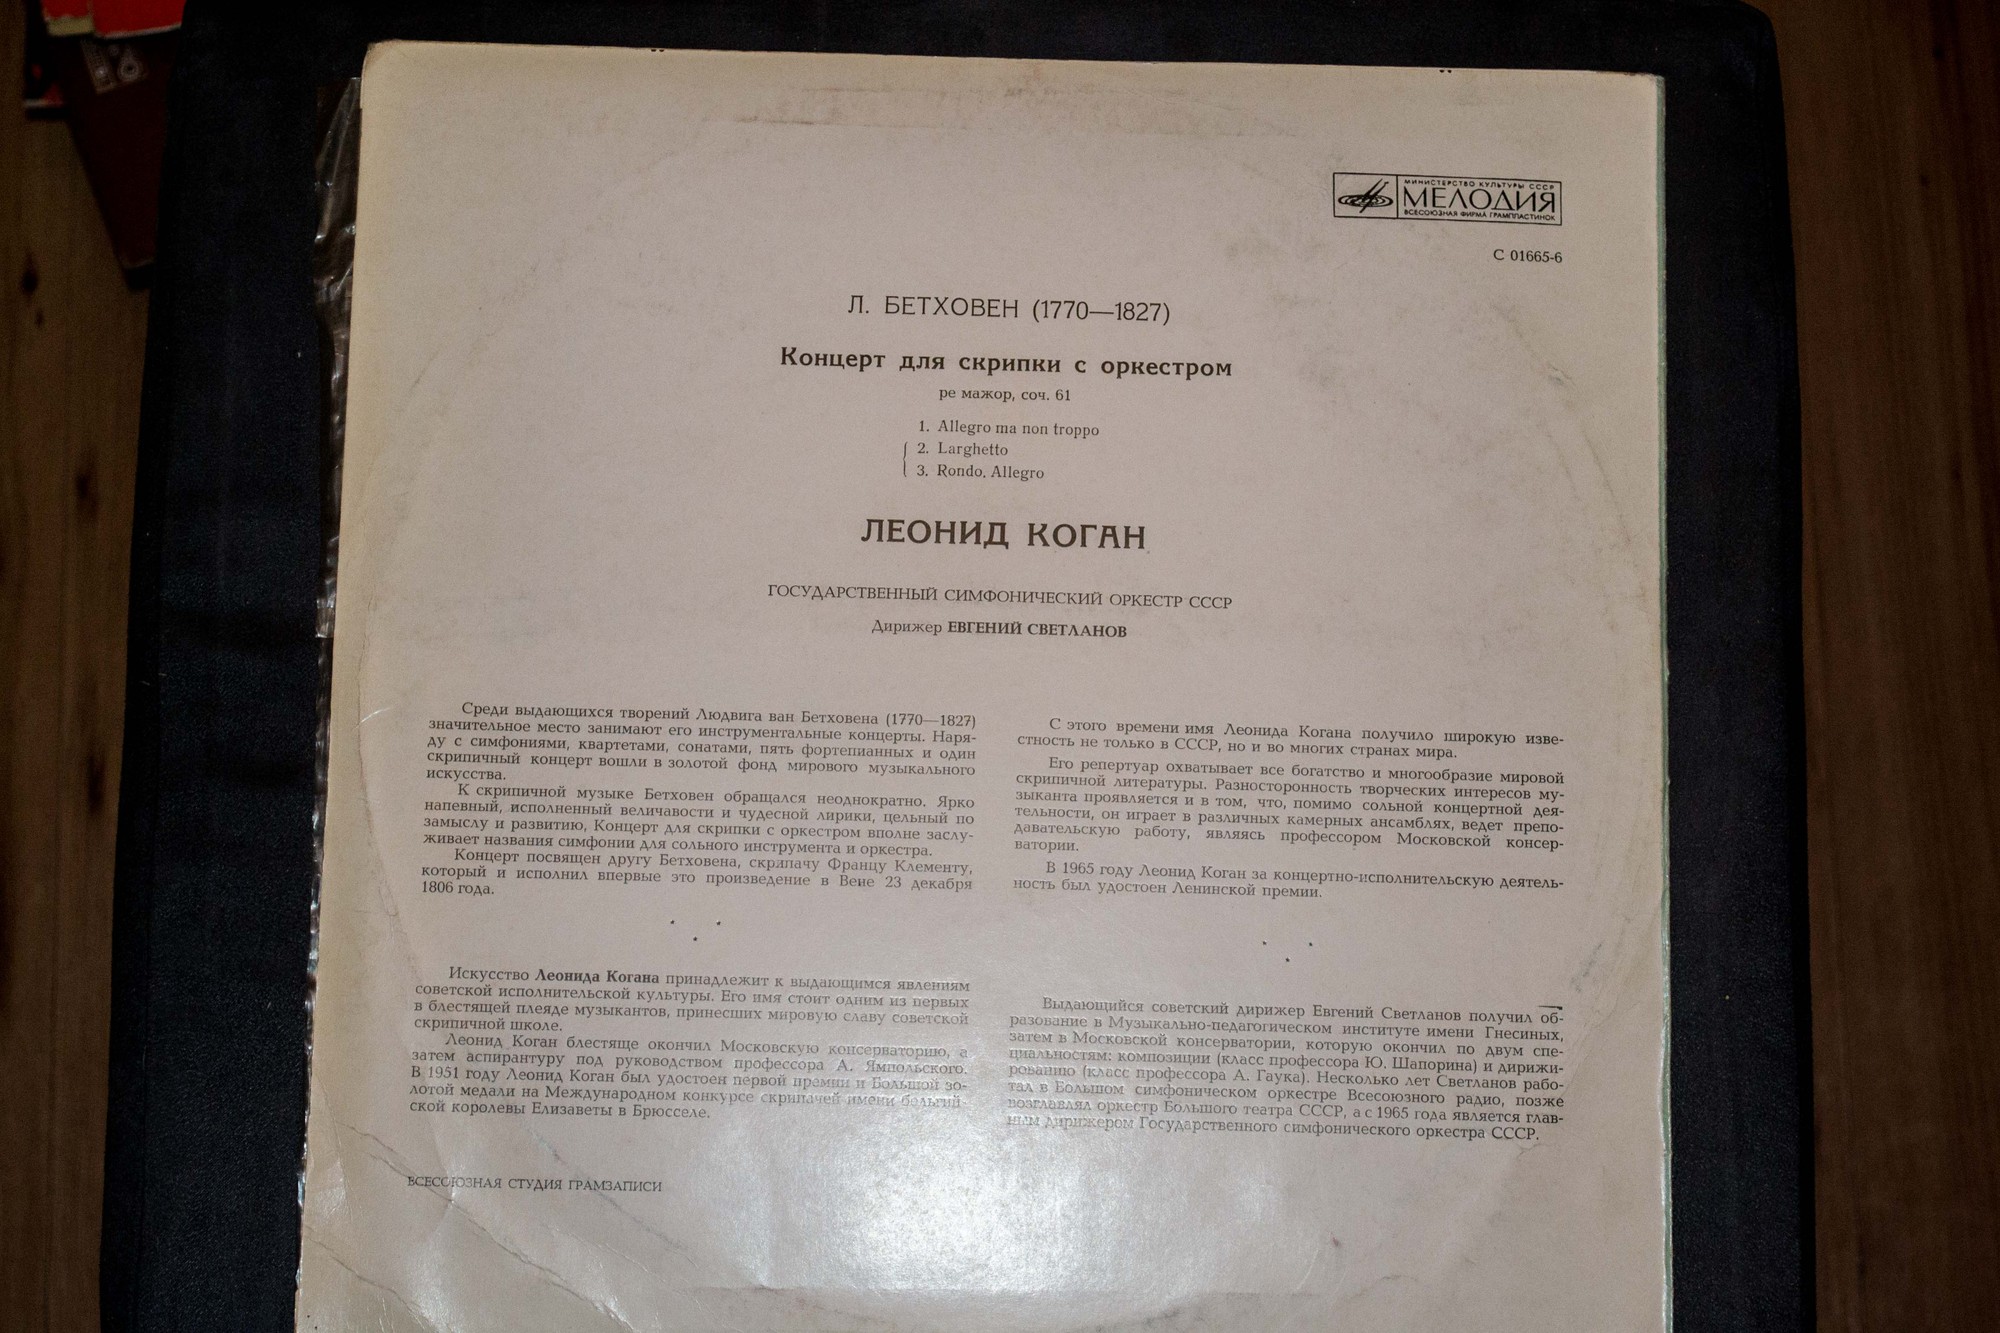 МИНИСТЕРСТВО КУЛЬТУРЫ СССР
МЕЛОДИЯ
ВСЕСОЮЗНАЯ ФИРМА ГРАМПЛАСТИНОК
С 01665-6
Л. БЕТХОВЕН (1770—1827)
Концерт для скрипки с оркестром
ре мажор, соч. 61
1. Allegro ma non troppo
2. Larghetto
3. Rondo. Allegro
ЛЕОНИД КОГАН
ГОСУДАРСТВЕННЫЙ СИМФОНИЧЕСКИЙ ОРКЕСТР СССР
Дирижер ЕВГЕНИЙ СВЕТЛАНОВ
Среди выдающихся творений Людвига ван Бетховена (1770—1827)
значительное место занимают его инструментальные концерты. Наря-
ду с симфониями, квартетами, сонатами, пять фортепианных и один
скрипичный концерт вошли в золотой фонд мирового музыкального
искусства.
К скрипичной музыке Бетховен обращался неоднократно. Ярко
напевный, исполненный величавости и чудесной лирики, цельный по
замыслу и развитию, Концерт для скрипки с оркестром вполне заслу-
живает названия симфонии для сольного инструмента и оркестра.
Концерт посвящен другу Бетховена, скрипачу Францу Клементу,
который и исполнил впервые это произведение в Вене 23 декабря
1806 года.
Искусство Леонида Когана принадлежит к выдающимся явлениям
советской исполнительской культуры. Его имя стоит одним из первых
в блестящей плеяде музыкантов, принесших мировую славу советской
скрипичной школе.
Леонид Коган блестяще окончил Московскую консерваторию, а
затем аспирантуру под руководством профессора А. Ямпольского.
В 1951 году Леонид Коган был удостоен первой премии и Большой зо-
лотой медали на Международном конкурсе скрипачей имени бельгий-
ской королевы Елизаветы в Брюсселе.
С этого времени имя Леонида Когана получило широкую изве-
стность не только в СССР, но и во многих странах мира.
Его репертуар охватывает все богатство и многообразие мировой
скрипичной литературы. Разносторонность творческих интересов му-
зыканта проявляется и в том, что, помимо сольной концертной дея-
тельности, он играет в различных камерных ансамблях, ведет препо-
давательскую работу, являясь профессором Московской консер-
ватории.
В 1965 году Леонид Коган за концертно-исполнительскую деятель-
ность был удостоен Ленинской премии.
Выдающийся советский дирижер Евгений Светланов получил об-
разование в Музыкально-педагогическом институте имени Гнесиных,
затем в Московской консерватории, которую окончил по двум спе-
циальностям: композиции (класс профессора Ю. Шапорина) и дирижи-
рованию (класс профессора А. Гаука). Несколько лет Светланов рабо-
тал в Большом симфоническом оркестре Всесоюзного радио, позже
возглавлял оркестр Большого театра СССР, а с 1965 года является глав-
ным дирижером Государственного симфонического оркестра СССР.
ВСЕСОЮЗНАЯ СТУДИЯ ГРАМЗАПИСИ